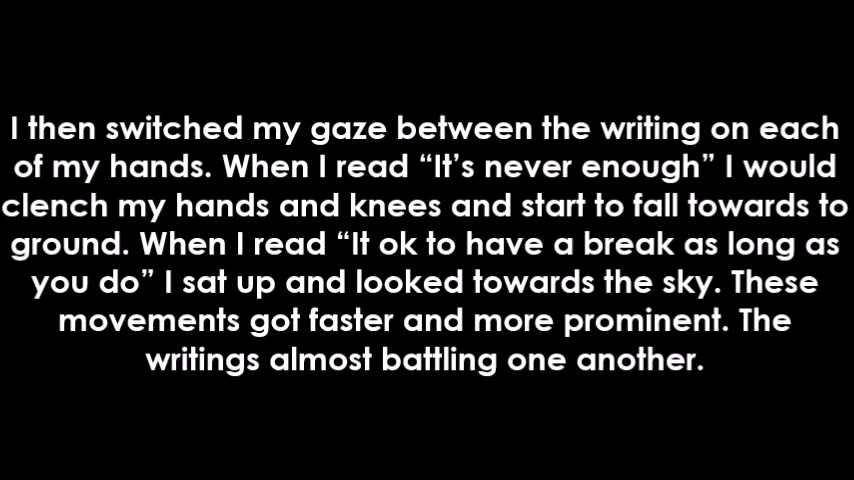 I then switched my gaze between the writing on each
of my hands. When I read “It’s never enough” I would
clench my hands and knees and start to fall towards to
ground. When I read “It ok to have a break as long as
you do” I sat up and looked towards the sky. These
movements got faster and more prominent. The
writings almost battling one another.